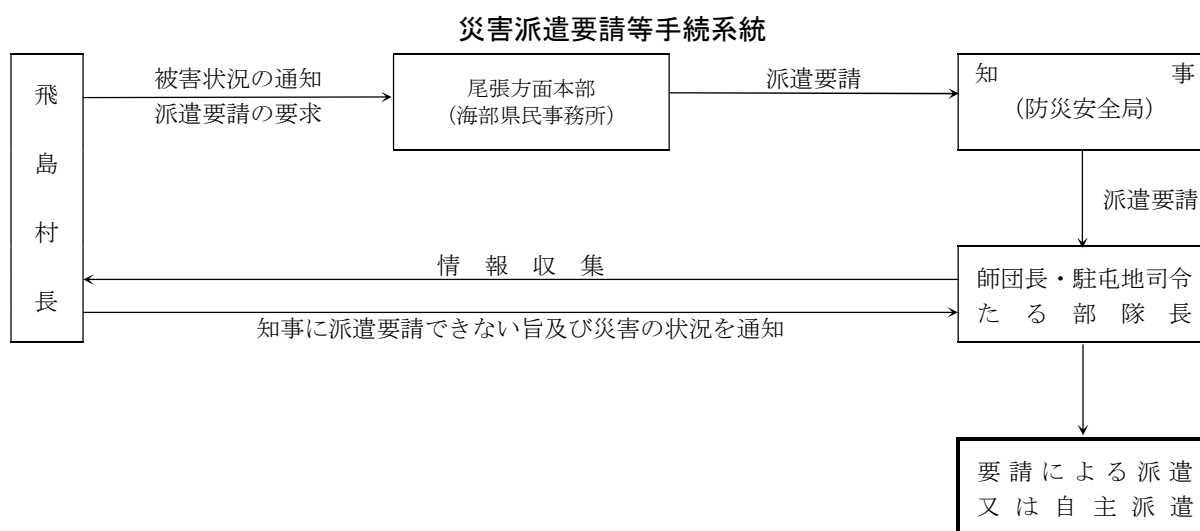 災害派遣要請等手続系統
飛島村長
被害状況の通知
派遣要請の要求
尾張方面本部
（海部県民事務所）
派遣要請
知事
（防災安全局）
派遣要請
情報収集
知事に派遣要請できない旨及び災害の状況を通知
師団長・駐屯地司令
たる部隊長
要請による派遣
又は自主派遣